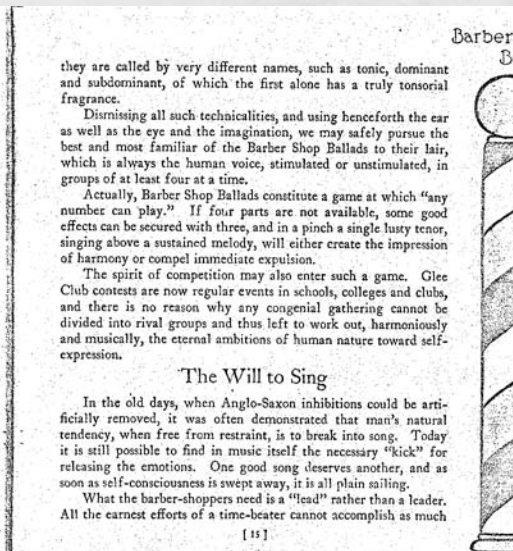 Barber
B
they are called by very different names, such as tonic, dominant
and subdominant, of which the first alone has a truly tonsorial
fragrance.
Dismissing all such technicalities, and using henceforth the ear
as well as the eye and the imagination, we may safely pursue the
best and most familiar of the Barber Shop Ballads to their lair,
which is always the human voice, stimulated or unstimulated, in
groups of at least four at a time.
Actually, Barber Shop Ballads constitute a game at which “any
number can play.” If four parts are not available, some good
effects can be secured with three, and in a pinch a single lusty tenor,
singing above a sustained melody, will either create the impression
of harmony or compel immediate expulsion.
The spirit of competition may also enter such a game. Glee
Club contests are now regular events in schools, colleges and clubs,
and there is no reason why any congenial gathering cannot be
divided into rival groups and thus left to work out, harmoniously
and musically, the eternal ambitions of human nature toward self-
expression.
The Will to Sing
In the old days, when Anglo-Saxon inhibitions could be arti-
ficially removed, it was often demonstrated that man's natural
tendency, when free from restraint, is to break into song. Today
it is still possible to find in music itself the necessary “kick” for
releasing the emotions. One good song deserves another, and as
soon as self-consciousness is swept away, it is all plain sailing.
What the barber-shoppers need is a “lead” rather than a leader.
All the earnest efforts of a time-beater cannot accomplish as much
[ 15 ]